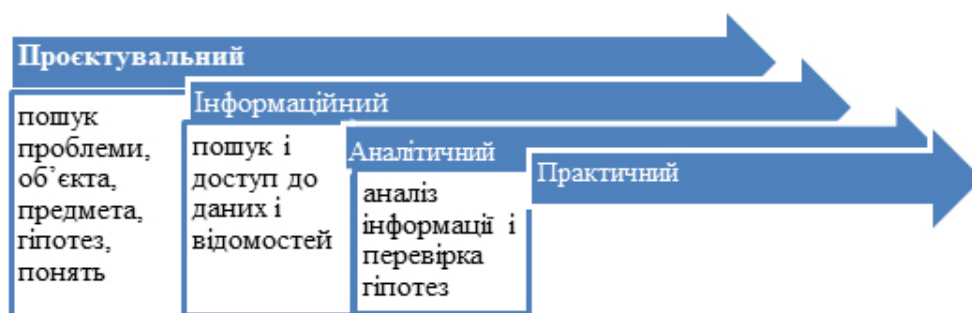 Проєктувальний
пошук
проблеми,
об’єкта,
предмета,
гіпотез,
понять
Інформаційний
пошук і
доступ до
даних і
відомостей
Аналітичний
аналіз
інформації і
перевірка
гіпотез
Практичний